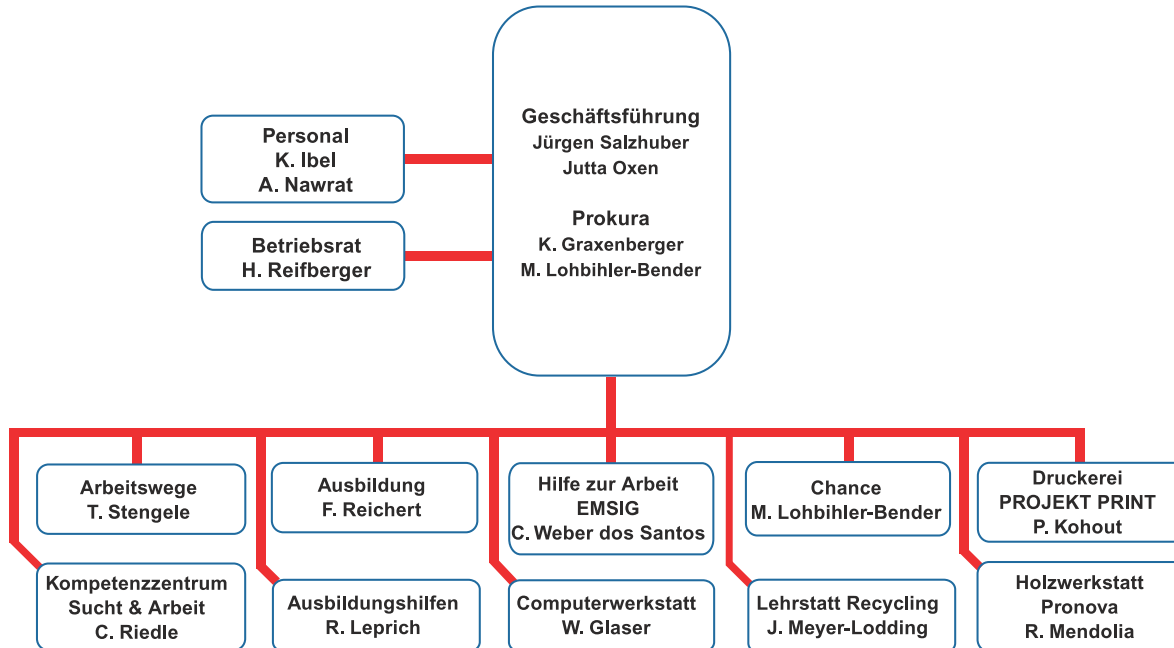 Geschäftsführung
Jürgen Salzhuber
Jutta Oxen
Prokura
K. Graxenberger
M. Lohbihler-Bender
Personal
K. Ibel
A. Nawrat
Betriebsrat
H. Reifberger
Arbeitswege
T. Stengele
Ausbildung
F. Reichert
Hilfe zur Arbeit
EMSIG
C. Weber dos Santos
Chance
M. Lohbihler-Bender
Druckerei
PROJEKT PRINT
P. Kohout
Kompetenzzentrum
Sucht & Arbeit
C. Riedle
Ausbildungshilfen
R. Leprich
Computerwerkstatt
W. Glaser
Lehrstatt Recycling
J. Meyer-Lodding
Holzwerkstatt
Pronova
R. Mendolia